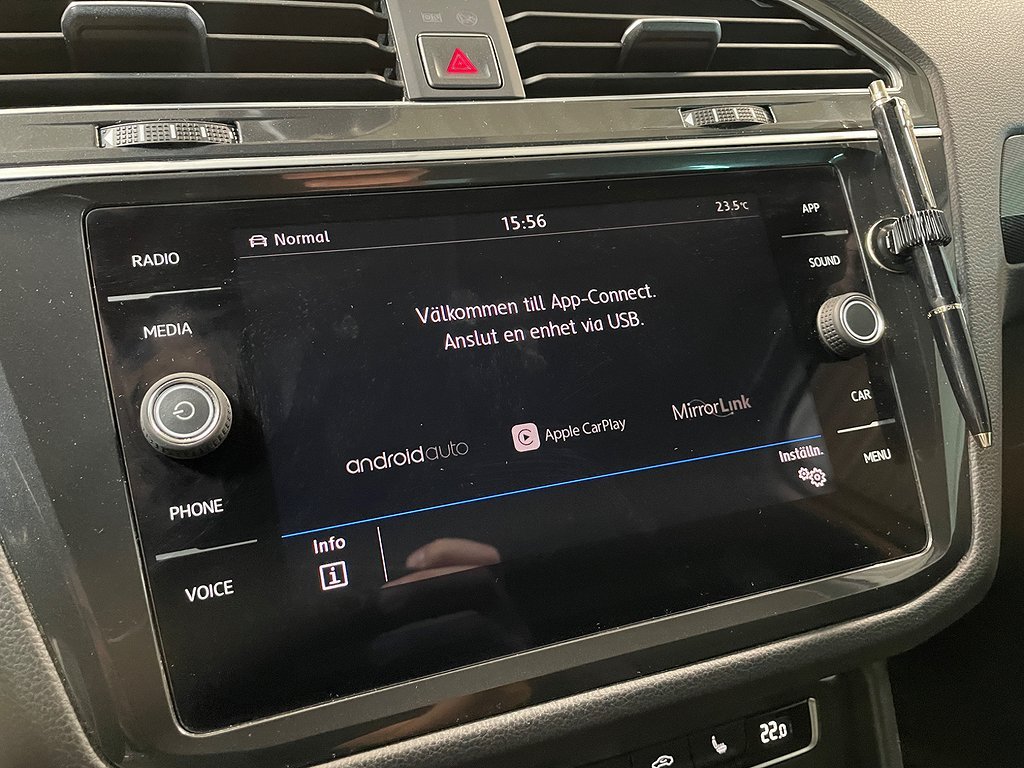 RADIO
MEDIA
PHONE
VOICE
Normal
15:56
23.5°C
Välkommen till App-Connect.
Anslut en enhet via USB.
androidauto
Apple CarPlay
MirrorLink
Inställn.
Info
i
APP
SOUND
CAR
MENU
22.0